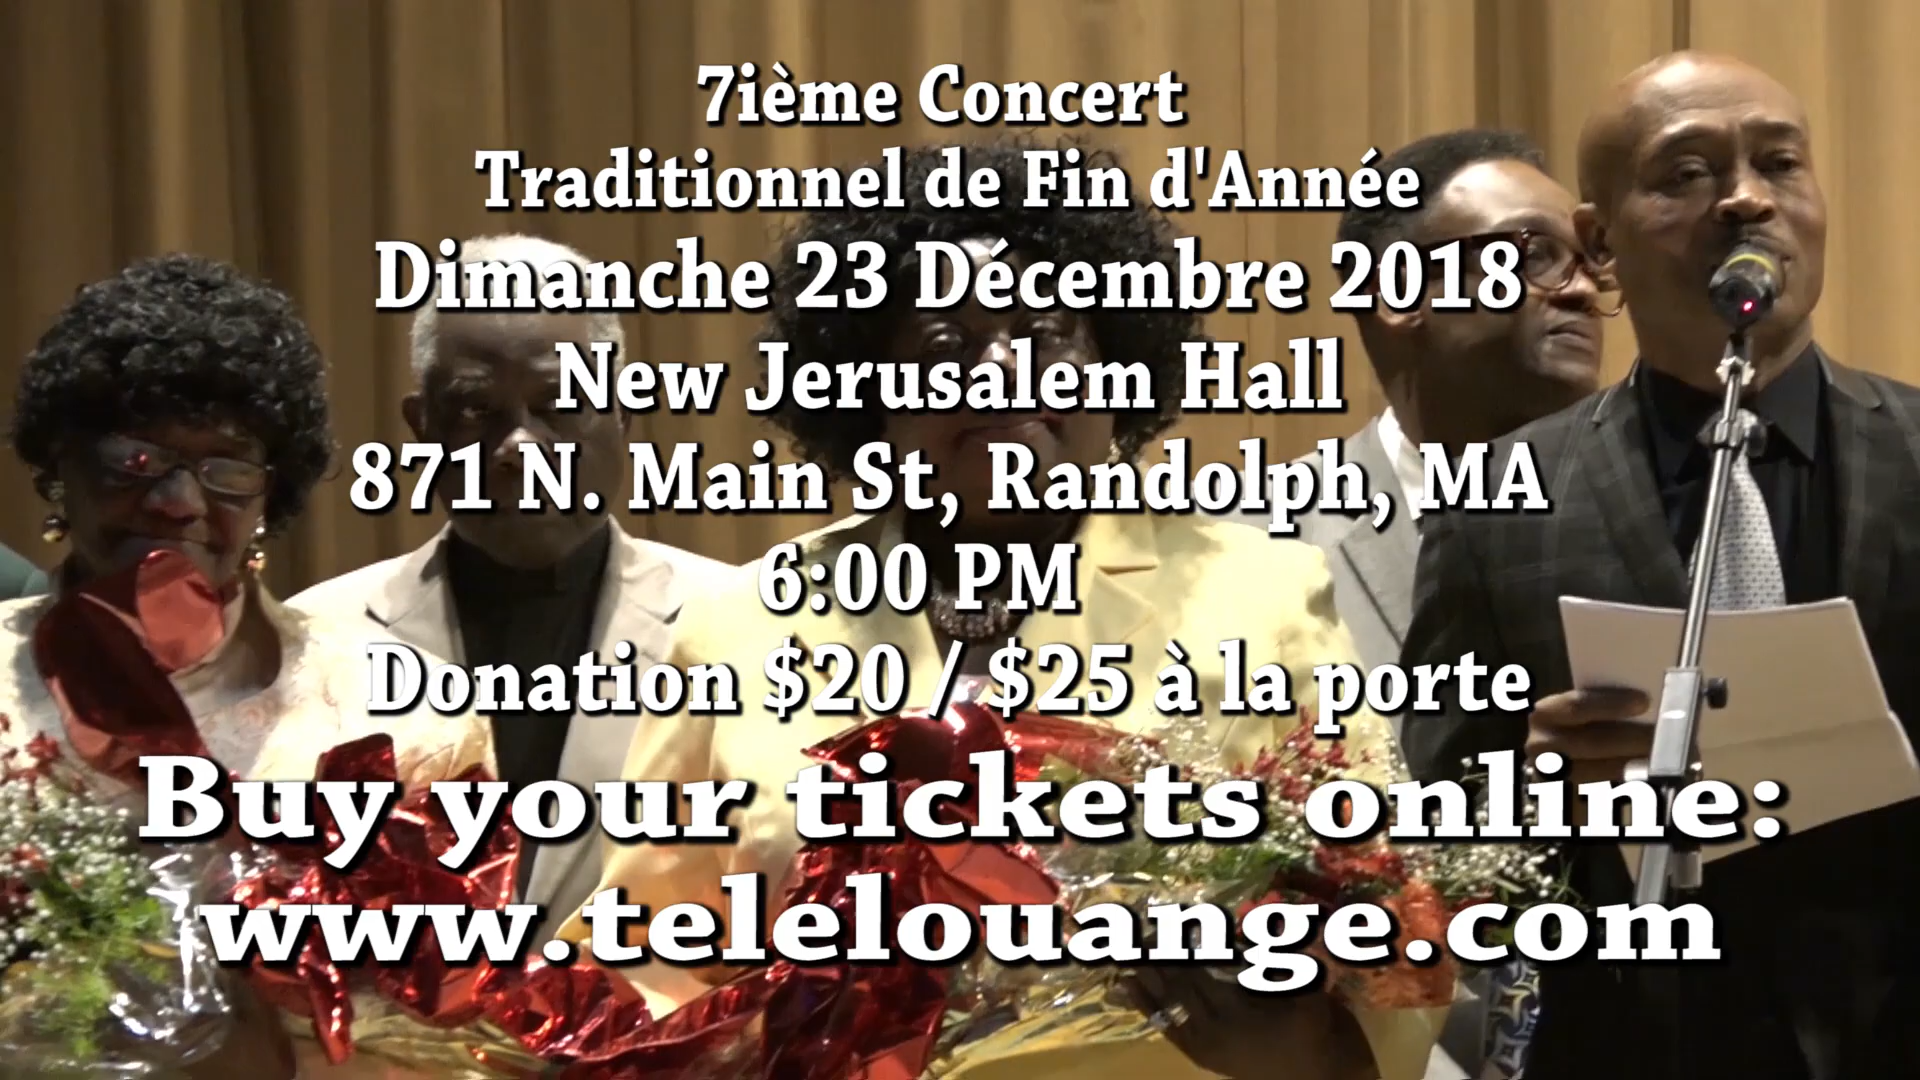 7ième Concert
Traditionnel de Fin d'Année
Dimanche 23 Décembre 2018
New Jerusalem Hall
871 N. Main St, Randolph, MA
6:00 PM
Donation $20 / $25 à la porte
Buy your tickets online:
www.telelouange.com